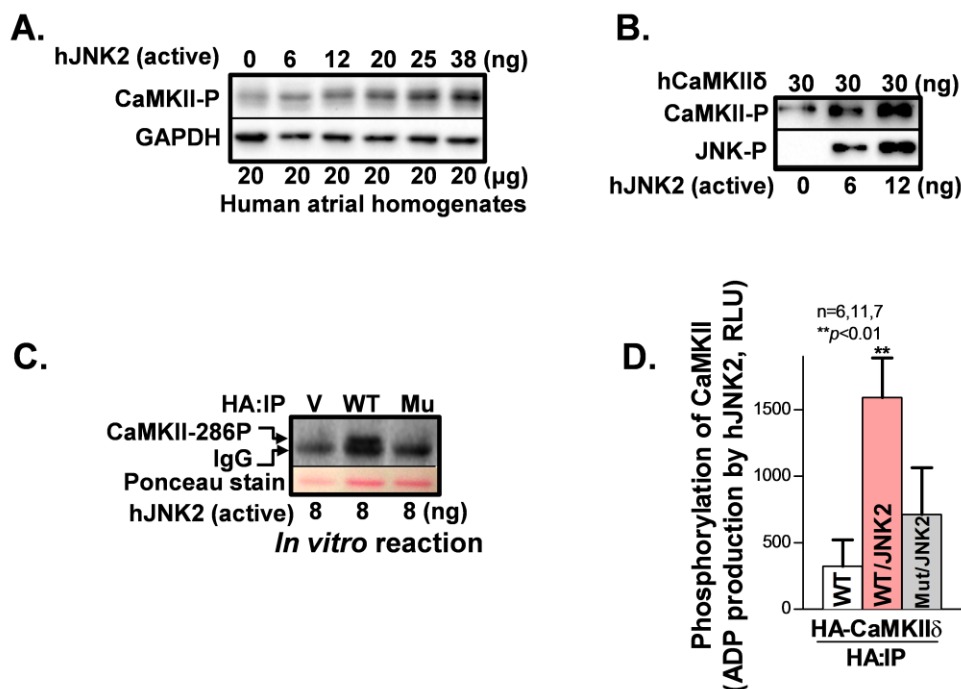 A.
hJNK2 (active) 0 6 12 20 25 38 (ng)
CaMKII-P
GAPDH
20 20 20 20 20 20 (µg)
Human atrial homogenates
B.
hCaMKIIδ 30 30 30 ng
CaMKII-P
JNK-P
hJNK2 (active) 0 6 12 (ng)
C.
HA:IP V WT Mu
CaMKII-286P
IgG
Ponceau stain
hJNK2 (active) 8 8 8 (ng)
In vitro reaction
D.
Phosphorylation of CaMKII
(ADP production by hJNK2, RLU)
n=6,11,7
**p<0.01
**
1500
1000
500
0
WT
WT/JNK2
Mut/JNK2
HA-CaMKIIδ
HA:IP